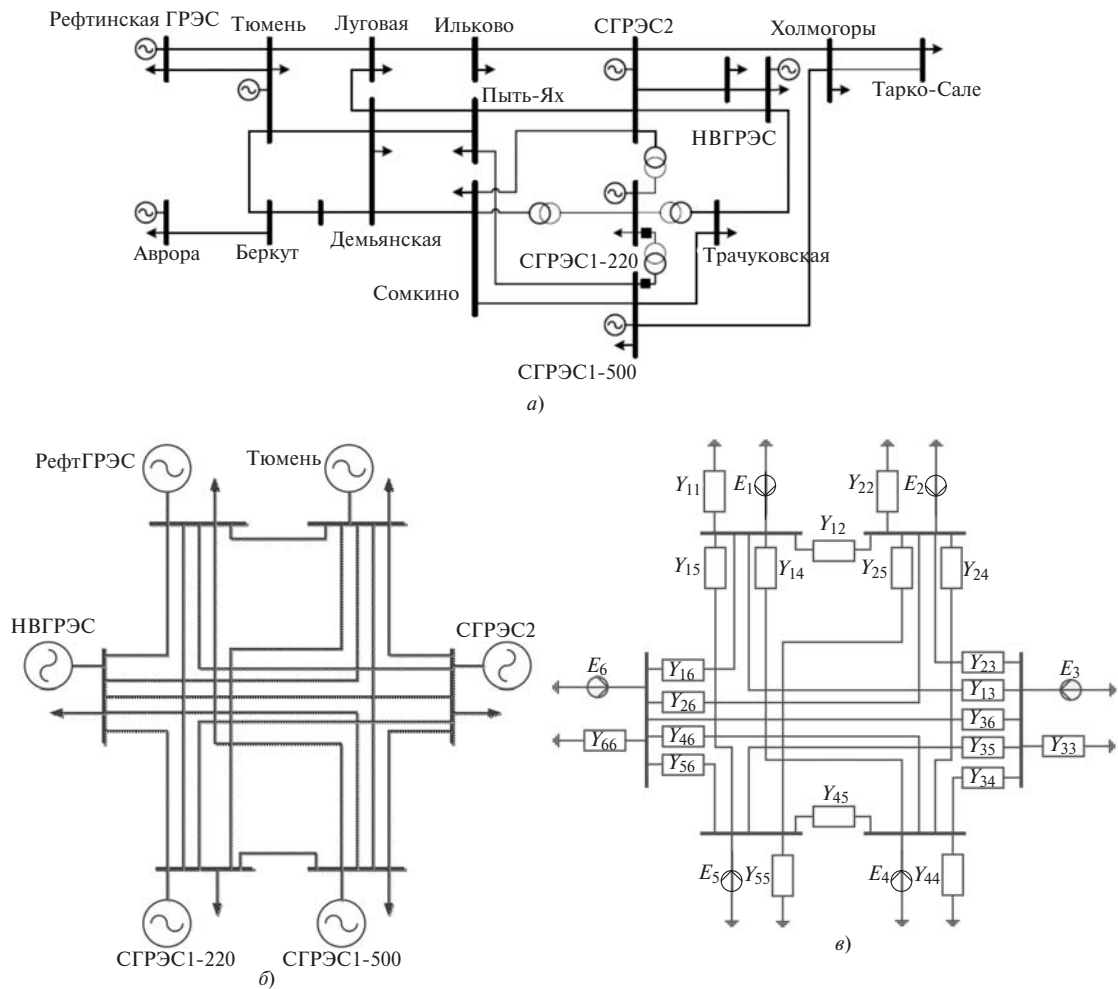 Рефтинская ГРЭС
Тюмень
Луговая
Ильково
СГРЭС2
Холмогоры
Тарко-Сале
Пыть-Ях
НВГРЭС
Аврора
Беркут
Демьянская
СГРЭС1-220
Трачуковская
Сомкино
СГРЭС1-500
а)
РефтГРЭС
Тюмень
НВГРЭС
СГРЭС2
СГРЭС1-220
СГРЭС1-500
б)
Y11
E1
Y22
E2
Y12
Y15
Y14
Y25
Y24
E6
Y16
Y23
E3
Y26
Y13
Y36
Y66
Y46
Y35
Y33
Y56
Y34
Y45
E5
Y55
E4
Y44
в)